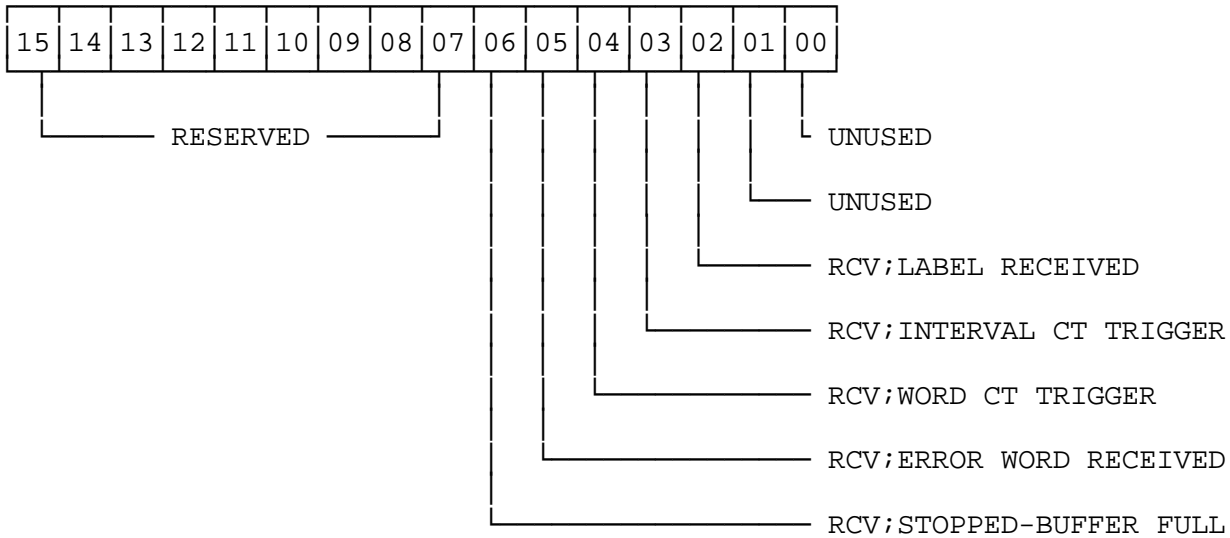 15 14 13 12 11 10 09 08 07 06 05 04 03 02 01 00
RESERVED UNUSED
UNUSED
RCV;LABEL RECEIVED
RCV;INTERVAL CT TRIGGER
RCV;WORD CT TRIGGER
RCV;ERROR WORD RECEIVED
RCV;STOPPED-BUFFER FULL